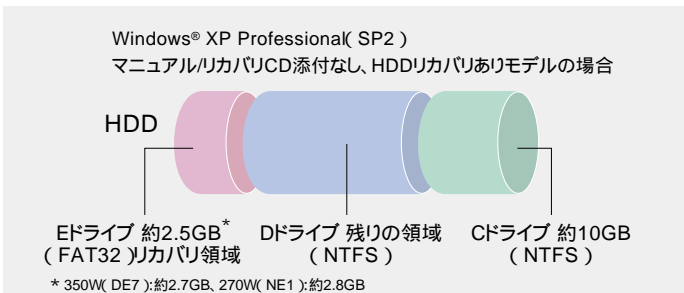 Windows® XP Professional( SP2 )
マニュアル/リカバリCD添付なし、HDDリカバリありモデルの場合
HDD
Eドライブ 約2.5GB*
( FAT32 )リカバリ領域
Dドライブ 残りの領域
( NTFS )
Cドライブ 約10GB
( NTFS )
* 350W( DE7 ):約2.7GB、270W( NE1 ):約2.8GB